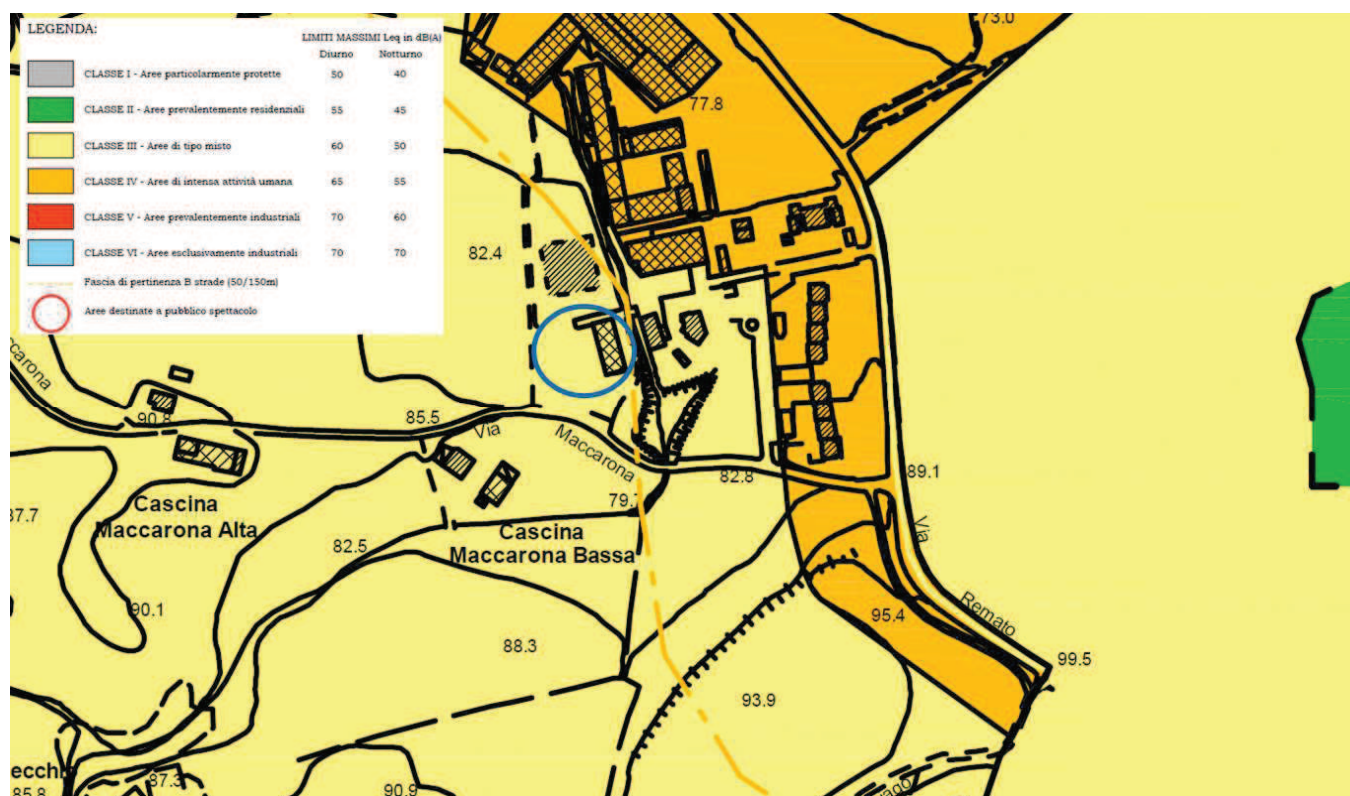 LEGENDA:
LIMITI MASSIMI Leq in dB(A)
Diurno Notturno
CLASSE I - Aree particolarmente protette 50 40
CLASSE II - Aree prevalentemente residenziali 55 45
CLASSE III - Aree di tipo misto 60 50
CLASSE IV - Aree di intensa attività umana 65 55
CLASSE V - Aree prevalentemente industriali 70 60
CLASSE VI - Aree esclusivamente industriali 70 70
Fascia di pertinenza B strade (50/150m)
Aree destinate a pubblico spettacolo
73.0
77.8
82.4
ccarona
90.8
85.5
Via
Maccarona
82.8
89.1
79.
Via
Remato
37.7
Cascina
Maccarona Alta
Cascina
Maccarona Bassa
82.5
90.1
95.4
88.3
99.5
93.9
ecchio
85.8
87.3
90.9